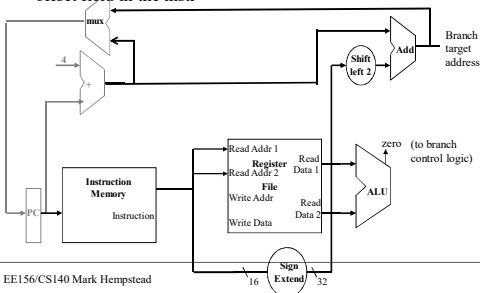 mux
Add
Branch
target
address
Shift
left 2
4
+
zero (to branch
control logic)
Read Addr 1
Register
Read
Data 1
Read Addr 2
File
ALU
Instruction
Memory
Write Addr
Read
Data 2
PC
Instruction
Write Data
Sign
Extend
16
32
EE156/CS140 Mark Hempstead